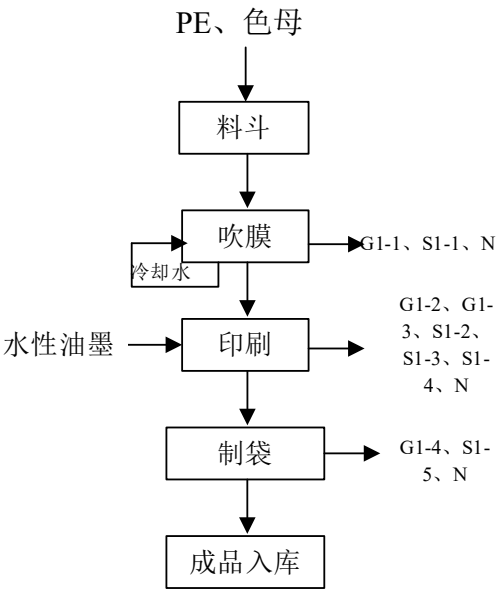 PE、色母
料斗
吹膜
G1-1、S1-1、N
冷却水
G1-2、G1-
3、S1-2、
S1-3、S1-
4、N
水性油墨
印刷
制袋
G1-4、S1-
5、N
成品入库